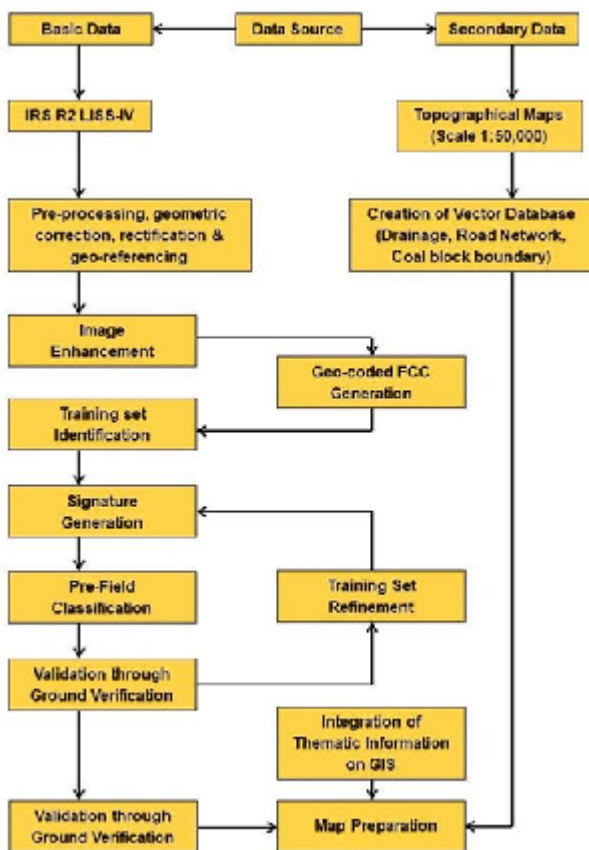 Basic Data
Data Source
Secondary Data
IRS R2 LISS-IV
Topographical Maps
(Scale 1:50,000)
Pre-processing, geometric
correction, rectification &
geo-referencing
Creation of Vector Database
(Drainage, Road Network,
Coal block boundary)
Image
Enhancement
Geo-coded FCC
Generation
Training set
Identification
Signature
Generation
Pre-Field
Classification
Training Set
Refinement
Validation through
Ground Verification
Integration of
Thematic Information
on GIS
Validation through
Ground Verification
Map Preparation